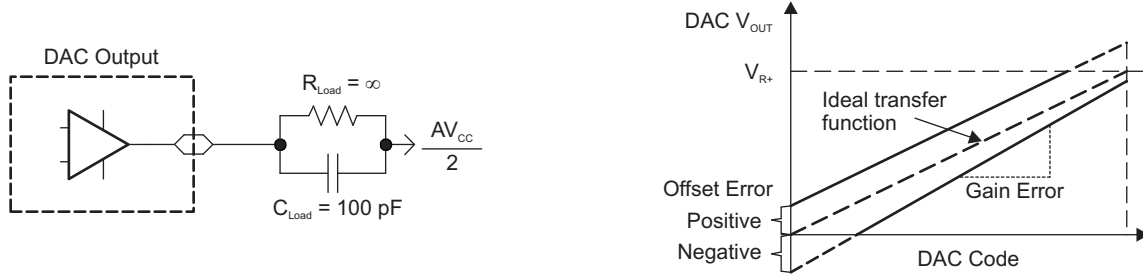 DAC Output
R_Load = ∞
AV_CC
2
C_Load = 100 pF
DAC V_OUT
V_R+
Ideal transfer
function
Offset Error
Gain Error
Positive
Negative
DAC Code